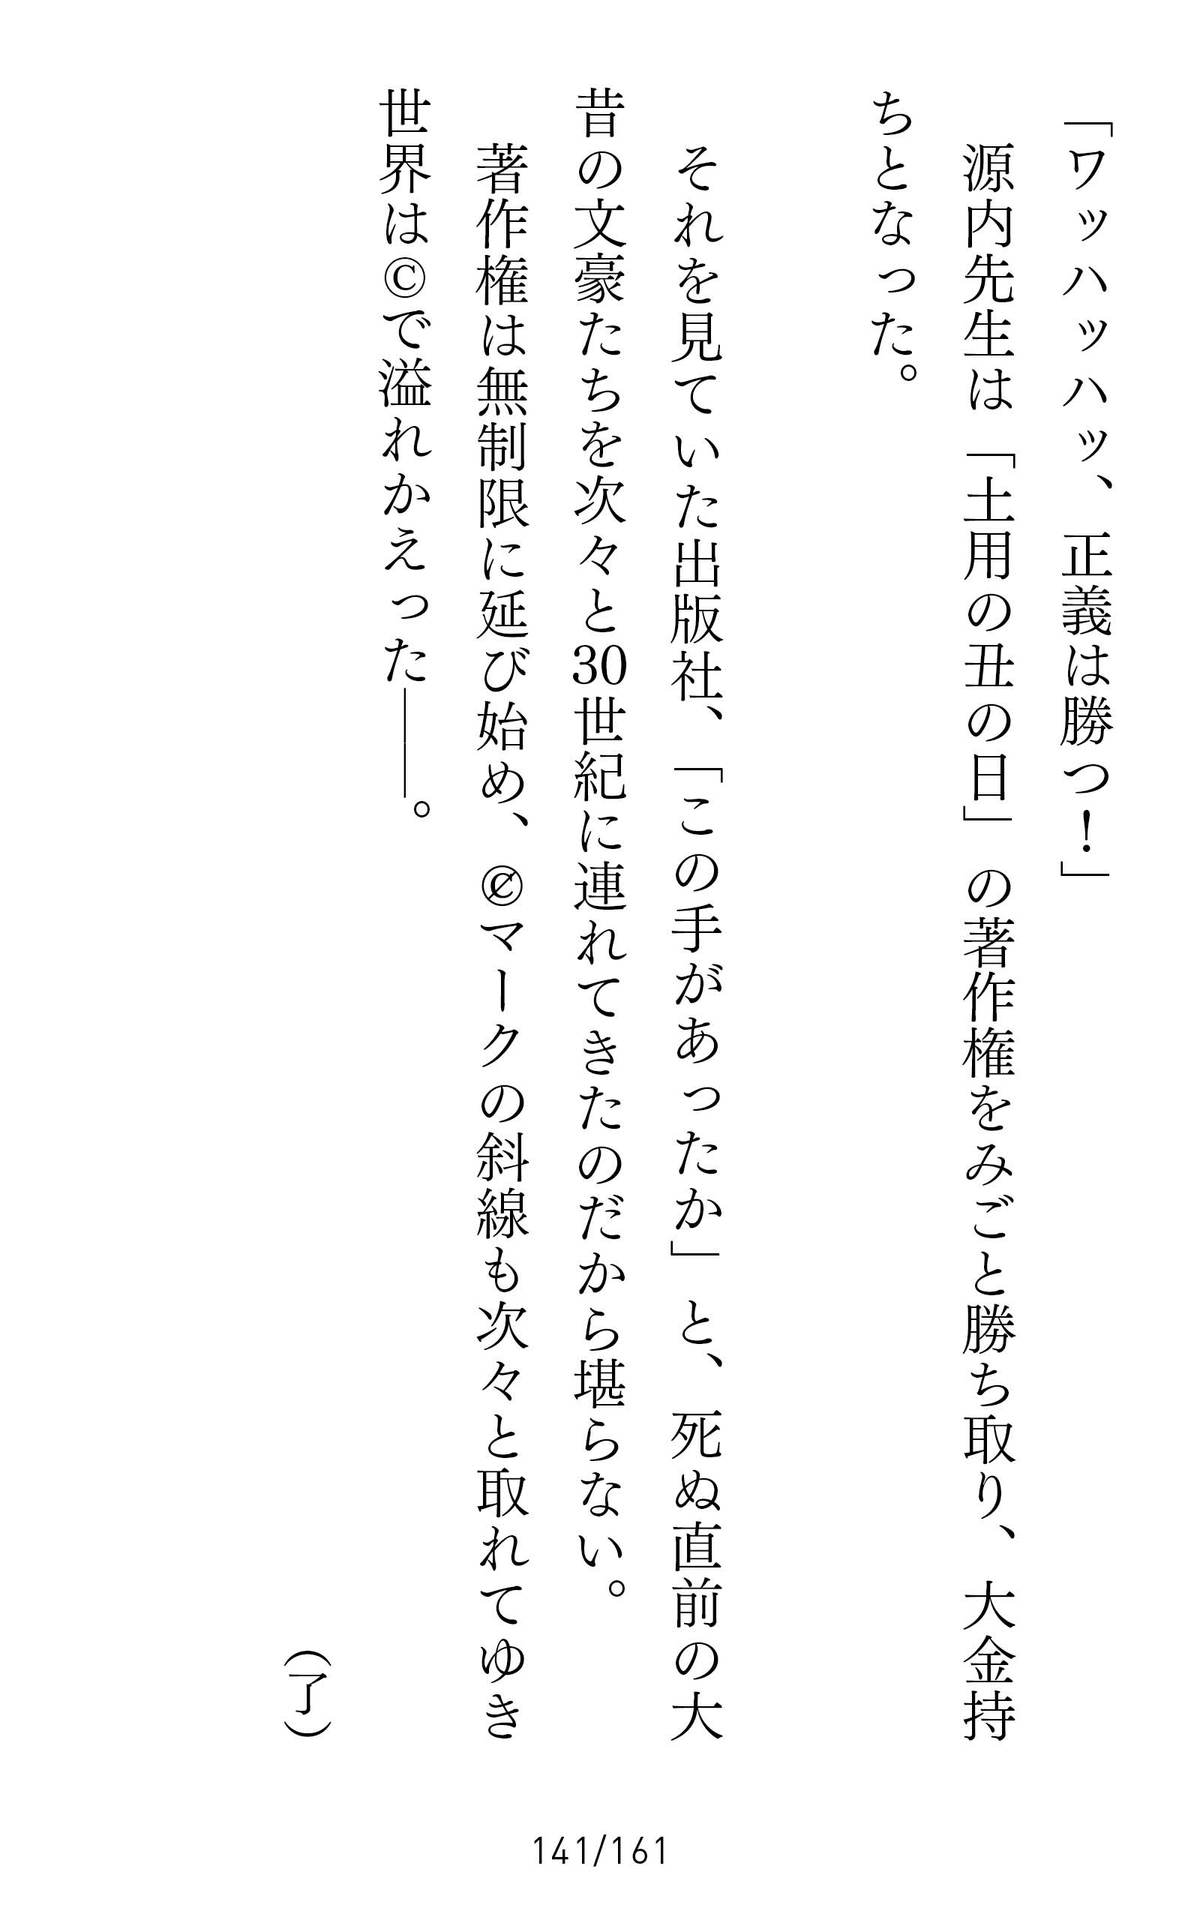 「ワッハッハッ、正義は勝つ！」
　源内先生は「土用の丑の日」の著作権をみごと勝ち取り、大金持
ちとなった。
　それを見ていた出版社、「この手があったか」と、死ぬ直前の大
昔の文豪たちを次々と30世紀に連れてきたのだから堪らない。
　著作権は無制限に延び始め、©̸マークの斜線も次々と取れてゆき
世界は©で溢れかえった――。
（了）
141/161